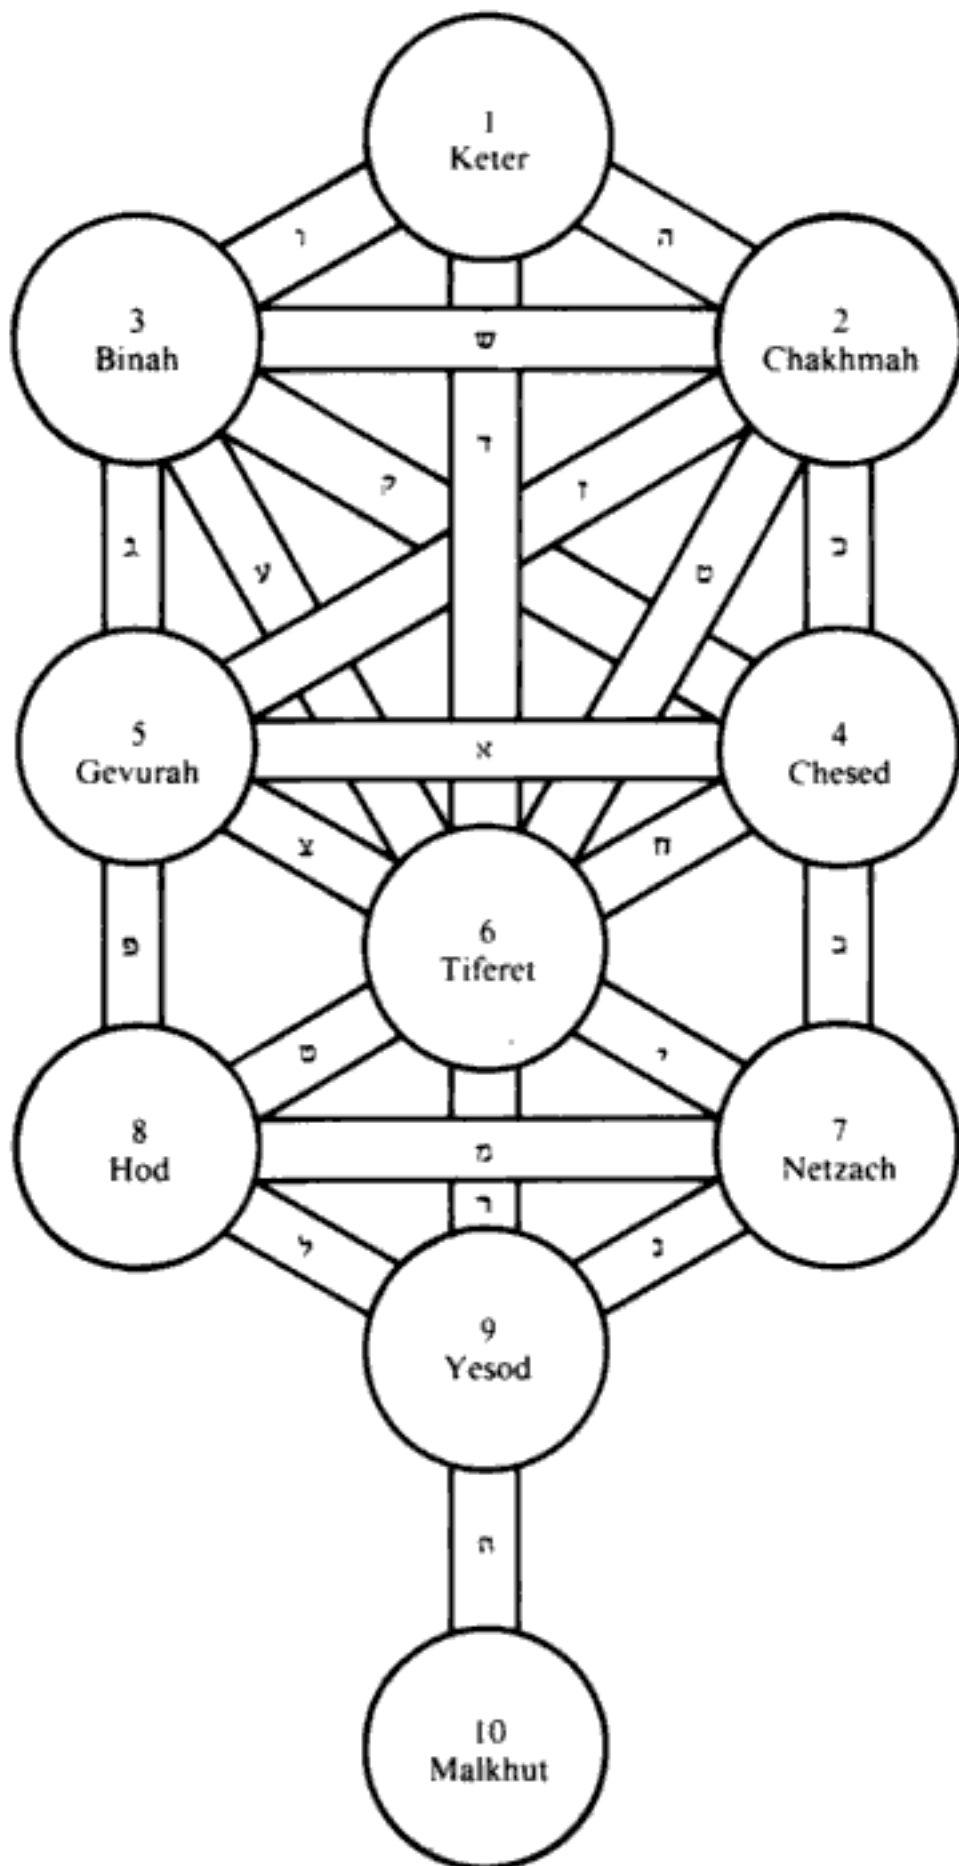 1
Keter
ו
ה
3
Binah
2
Chakhmah
ש
ד
ק
ז
ג
ע
ט
כ
5
Gevurah
א
4
Chesed
צ
ח
פ
6
Tiferet
ב
ט
י
8
Hod
מ
7
Netzach
ר
ל
נ
9
Yesod
ת
10
Malkhut